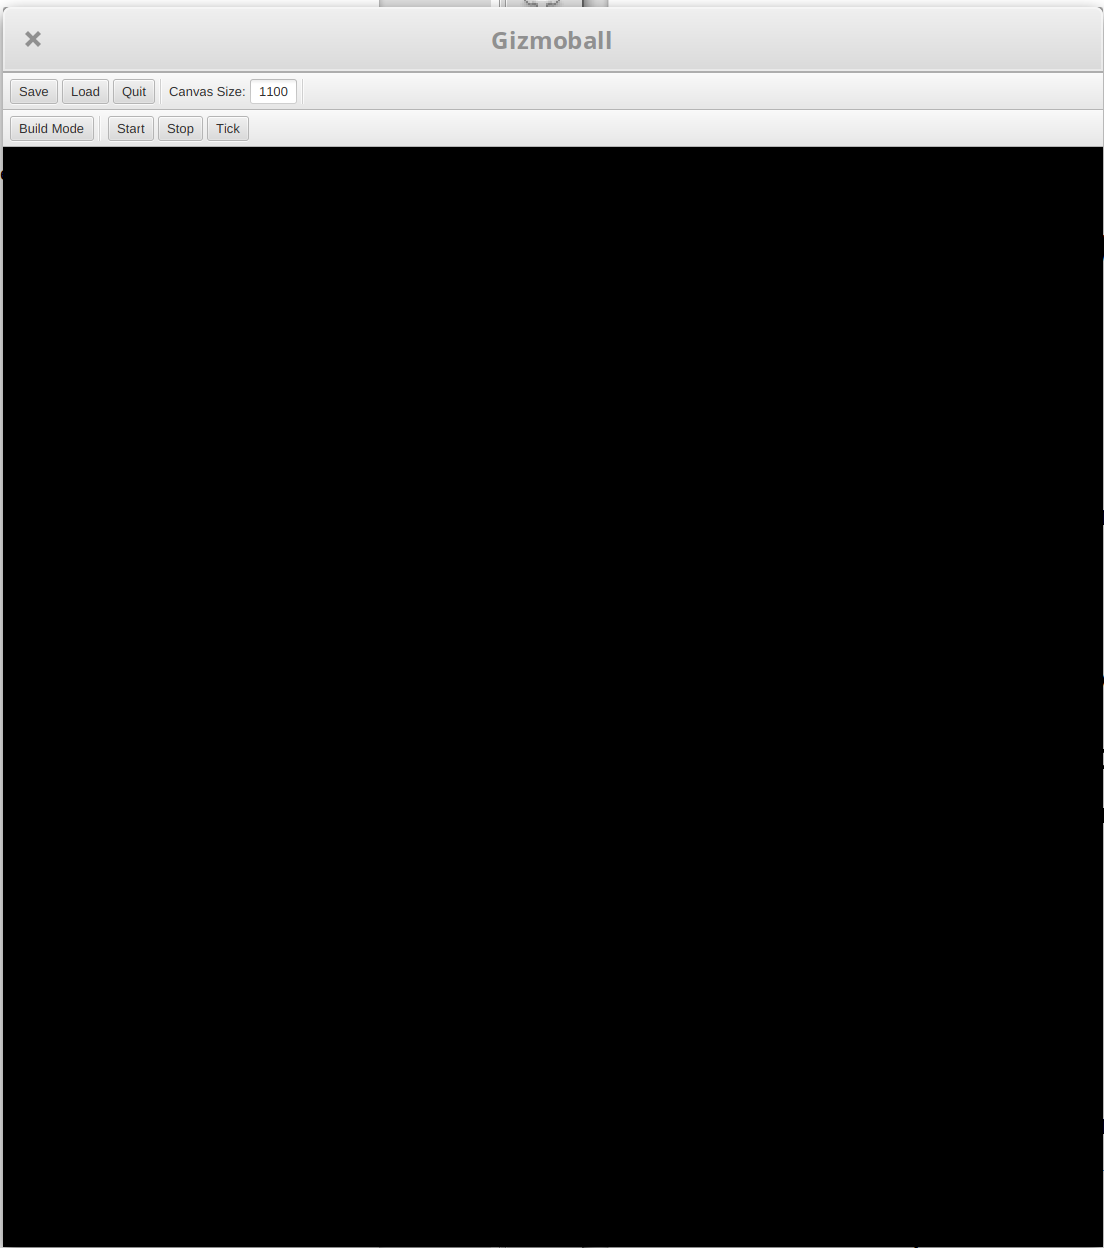 Gizmoball
Save Load Quit Canvas Size: 1100
Build Mode Start Stop Tick